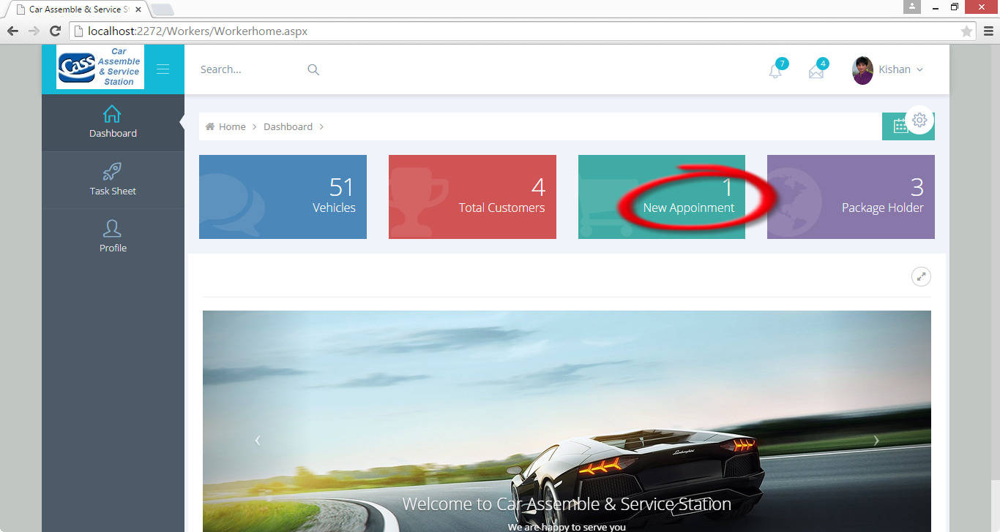 Car Assemble & Service St
localhost:2272/Workers/Workerhome.aspx
Cass
Car
Assemble
& Service
Station
Search...
7
4
Kishan
Dashboard
Task Sheet
Profile
Home
Dashboard
51
Vehicles
4
Total Customers
1
New Appoinment
3
Package Holder
Lamborghini
Welcome to Car Assemble & Service Station
We are happy to serve you